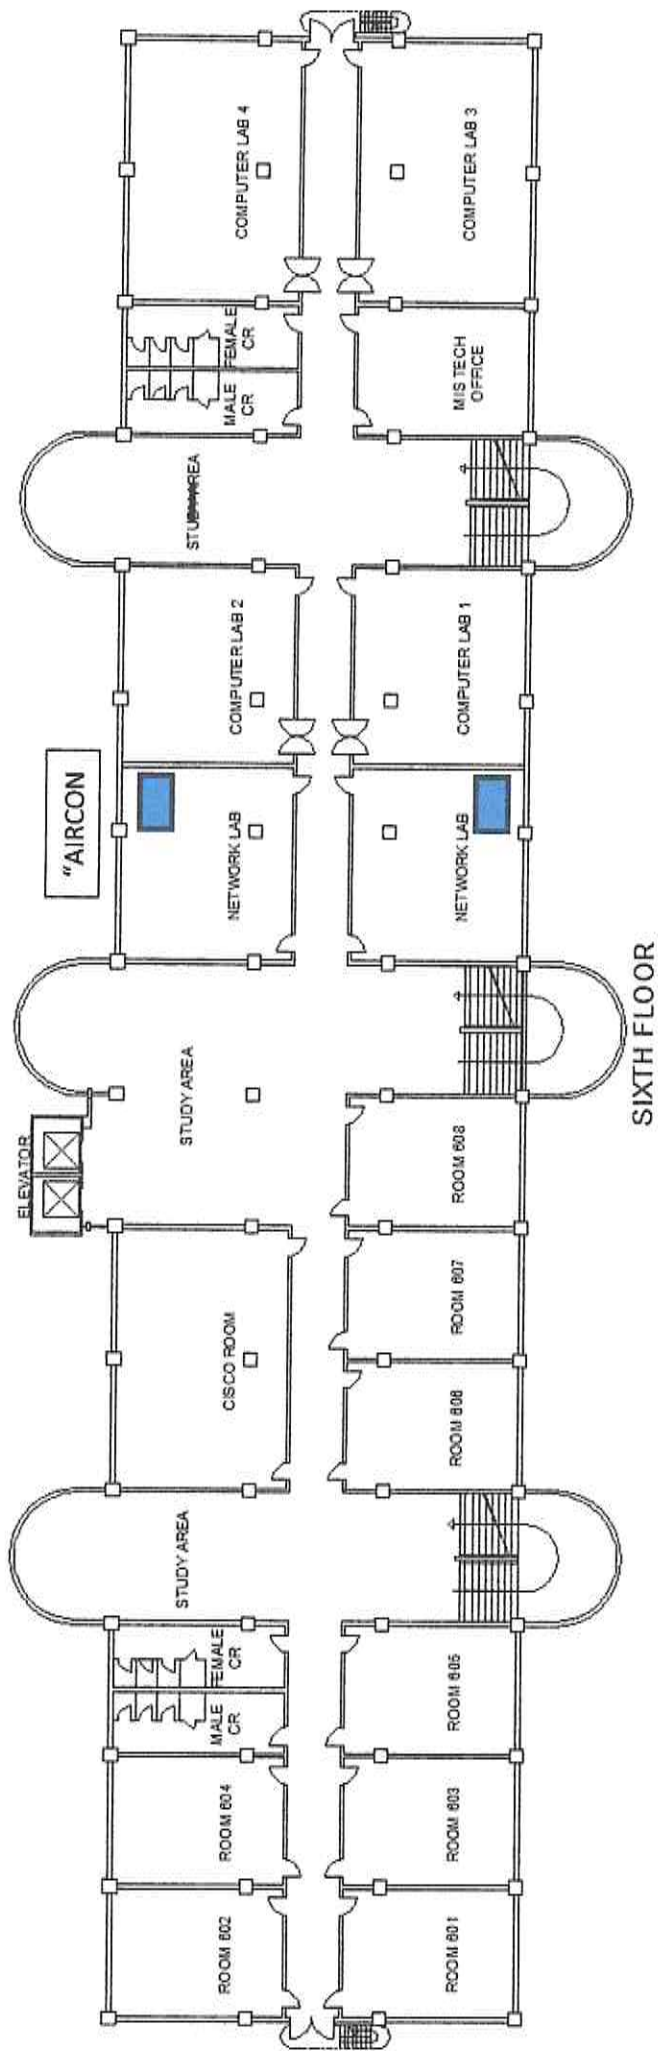 ELEVATOR
"AIRCON
ROOM 602
ROOM 604
MALE
CR
FEMALE
CR
STUDY AREA
CISCO ROOM
STUDY AREA
NETWORK LAB
COMPUTER LAB 2
STUDY AREA
MALE
CR
FEMALE
CR
COMPUTER LAB 4
ROOM 601
ROOM 603
ROOM 605
ROOM 606
ROOM 607
ROOM 608
NETWORK LAB
COMPUTER LAB 1
MIS TECH
OFFICE
COMPUTER LAB 3
SIXTH FLOOR